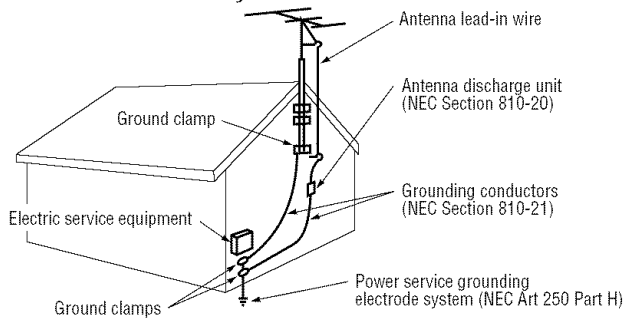 Antenna lead-in wire
Antenna discharge unit
(NEC Section 810-20)
Ground clamp
Grounding conductors
(NEC Section 810-21)
Electric service equipment
Power service grounding
electrode system (NEC Art 250 Part H)
Ground clamps